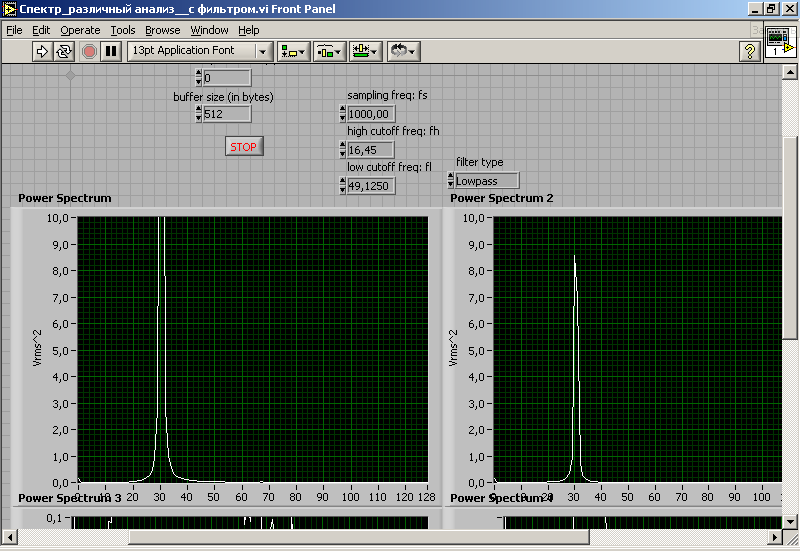 Спектр_различный анализ__с фильтром.vi Front Panel
File Edit Operate Tools Browse Window Help
13pt Application Font
1
0
buffer size (in bytes)
512
STOP
sampling freq: fs
1000,00
high cutoff freq: fh
16,45
low cutoff freq: fl
49,1250
filter type
Lowpass
Power Spectrum
10,0
9,0
8,0
7,0
6,0
5,0
4,0
3,0
2,0
1,0
0,0
Vrms^2
10 20 30 40 50 60 70 80 90 100 110 128
Power Spectrum 2
10,0
9,0
8,0
7,0
6,0
5,0
4,0
3,0
2,0
1,0
0,0
Vrms^2
10 20 30 40 50 60 70 80 90 100
Power Spectrum 3
0,1
Power Spectrum 4
5